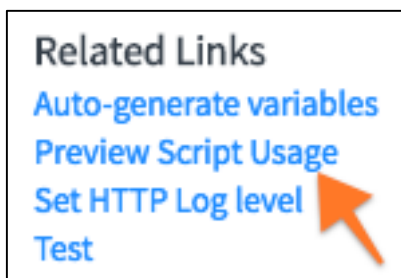 Related Links
Auto-generate variables
Preview Script Usage
Set HTTP Log level
Test